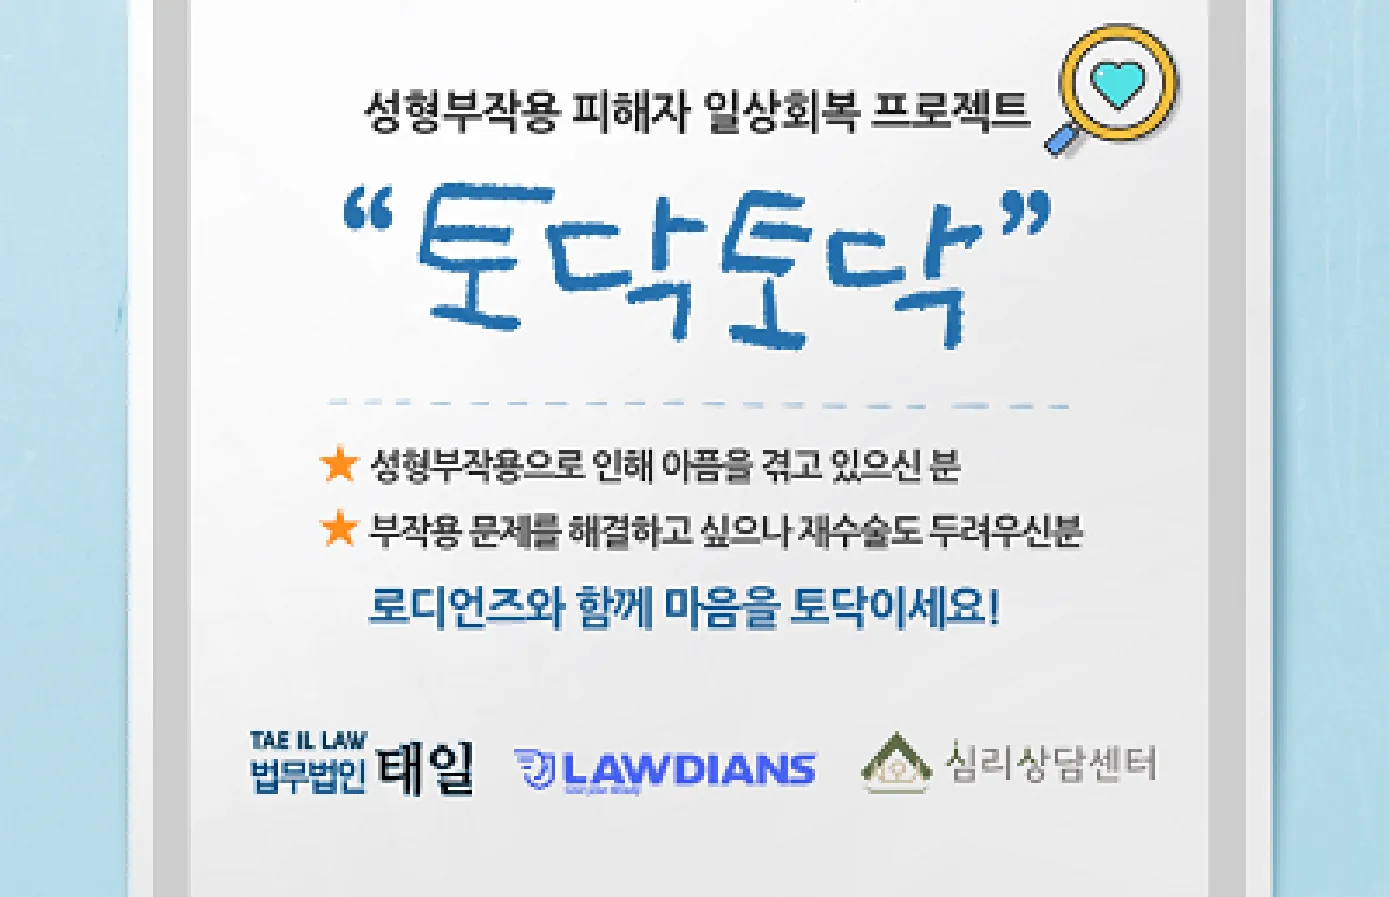 성형부작용 피해자 일상회복 프로젝트
“토닥토닥”
성형부작용으로 인해 아픔을 겪고 있으신 분
부작용 문제를 해결하고 싶으나 재수술도 두려우신분
로디언즈와 함께 마음을 토닥이세요!
TAE IL LAW
법무법인 태일
LAWDIANS
심리상담센터